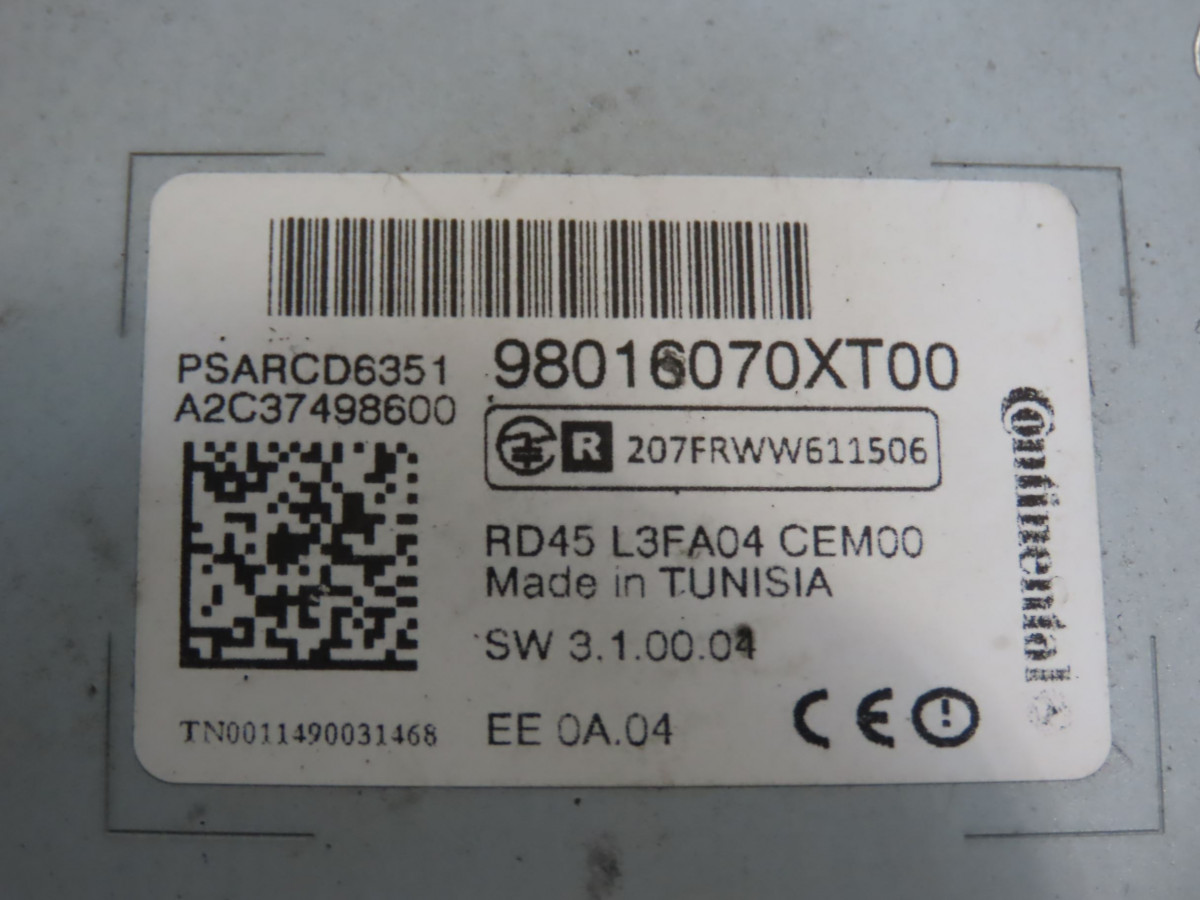 PSARCD6351 98016070XT00
A2C37498600
R 207FRWW611506
RD45 L3FA04 CEM00
Made in TUNISIA
SW 3.1.00.04
TN0011490031468 EE 0A.04 CE
Continental